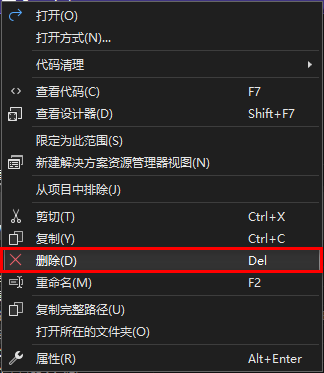 打开(O)
打开方式(N)...
代码清理
查看代码(C) F7
查看设计器(D) Shift+F7
限定为此范围(S)
新建解决方案资源管理器视图(N)
从项目中排除(J)
剪切(T) Ctrl+X
复制(Y) Ctrl+C
删除(D) Del
重命名(M) F2
复制完整路径(U)
打开所在的文件夹(O)
属性(R) Alt+Enter